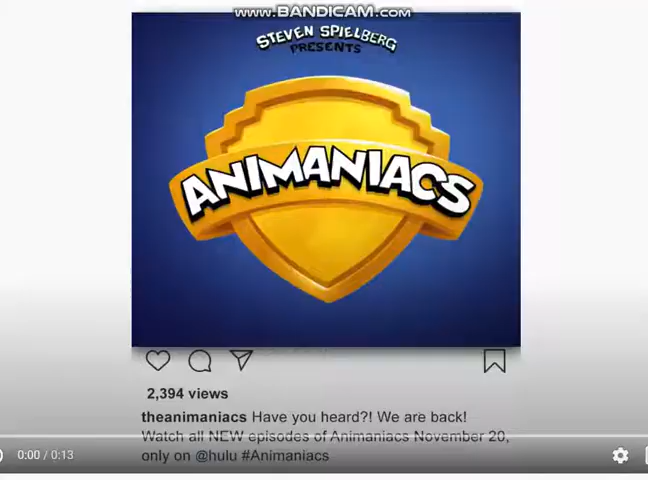 WWW.BANDICAM.COM
STEVEN SPIELBERG
PRESENTS
ANIMANIACS
2,394 views
theanimaniacs Have you heard?! We are back!
Watch all NEW episodes of Animaniacs November 20,
only on @hulu #Animaniacs
0:00 / 0:13